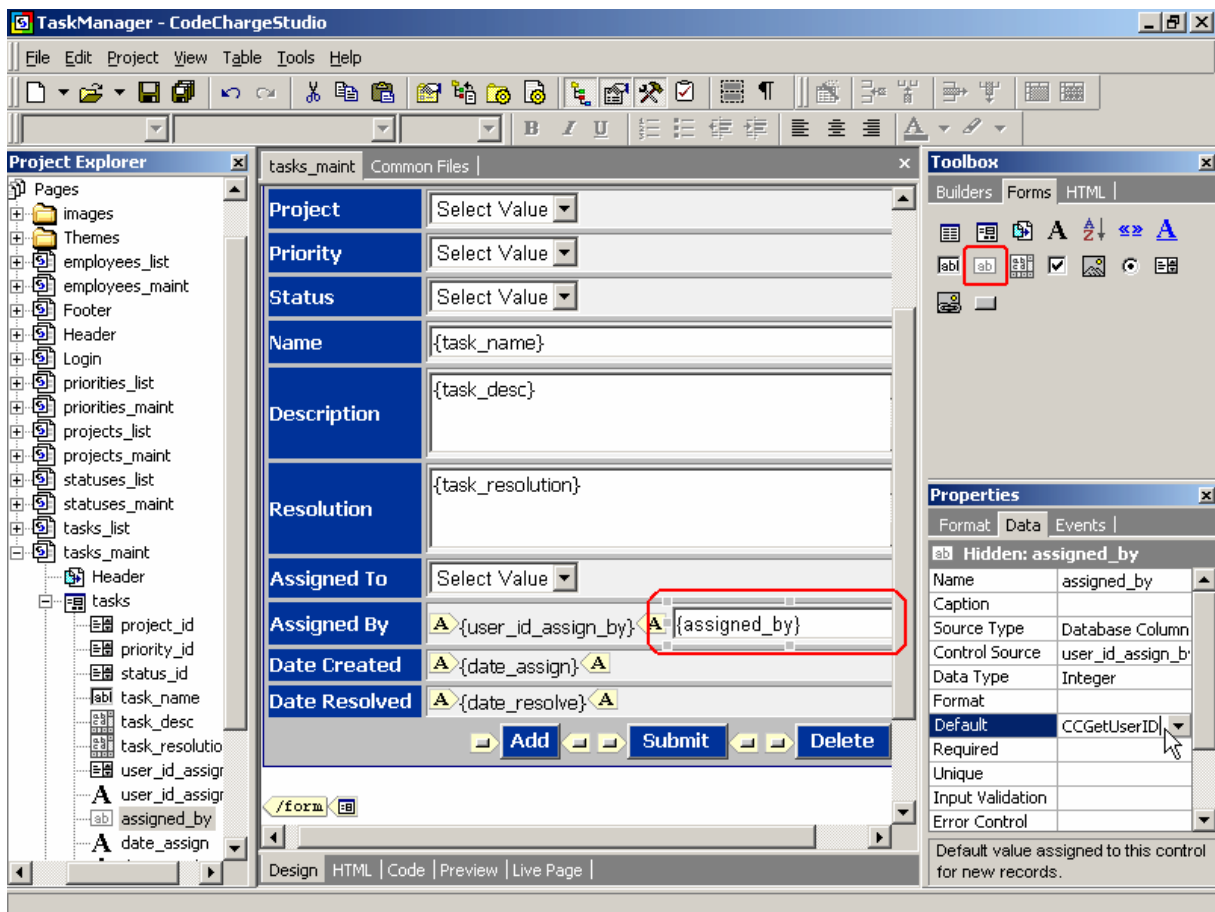 TaskManager - CodeChargeStudio
File Edit Project View Table Tools Help
B I U A
Project Explorer
Pages
images
Themes
employees_list
employees_maint
Footer
Header
Login
priorities_list
priorities_maint
projects_list
projects_maint
statuses_list
statuses_maint
tasks_list
tasks_maint
Header
tasks
project_id
priority_id
status_id
task_name
task_desc
task_resolutio
user_id_assigr
A user_id_assigr
ab assigned_by
A date_assign
tasks_maint Common Files
Project Select Value
Priority Select Value
Status Select Value
Name {task_name}
Description {task_desc}
Resolution {task_resolution}
Assigned To Select Value
Assigned By A {user_id_assign_by} A {assigned_by}
Date Created A {date_assign} A
Date Resolved A {date_resolve} A
Add Submit Delete
/form
Design HTML Code Preview Live Page
Toolbox
Builders Forms HTML
A A Z «» A
abl ab
Properties
Format Data Events
ab Hidden: assigned_by
Name assigned_by
Caption
Source Type Database Column
Control Source user_id_assign_b
Data Type Integer
Format
Default CCGetUserID
Required
Unique
Input Validation
Error Control
Default value assigned to this control
for new records.